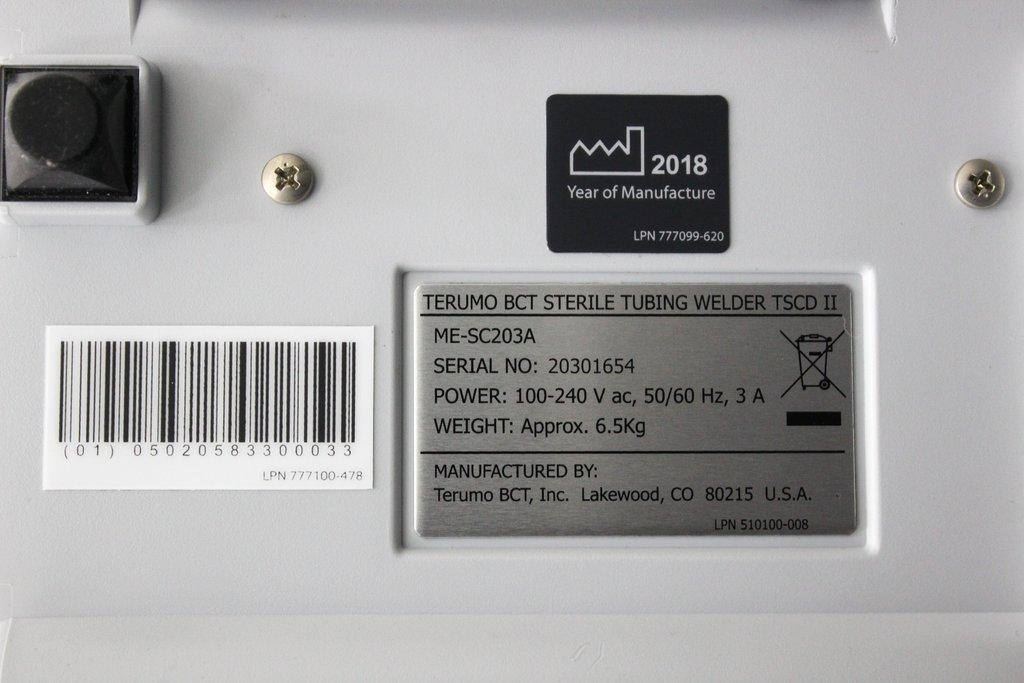 2018
Year of Manufacture
LPN 777099-620
TERUMO BCT STERILE TUBING WELDER TSCD II
ME-SC203A
SERIAL NO: 20301654
POWER: 100-240 V ac, 50/60 Hz, 3 A
WEIGHT: Approx. 6.5Kg
MANUFACTURED BY:
Terumo BCT, Inc. Lakewood, CO 80215 U.S.A.
LPN 510100-008
(01) 05020583300033
LPN 777100-478